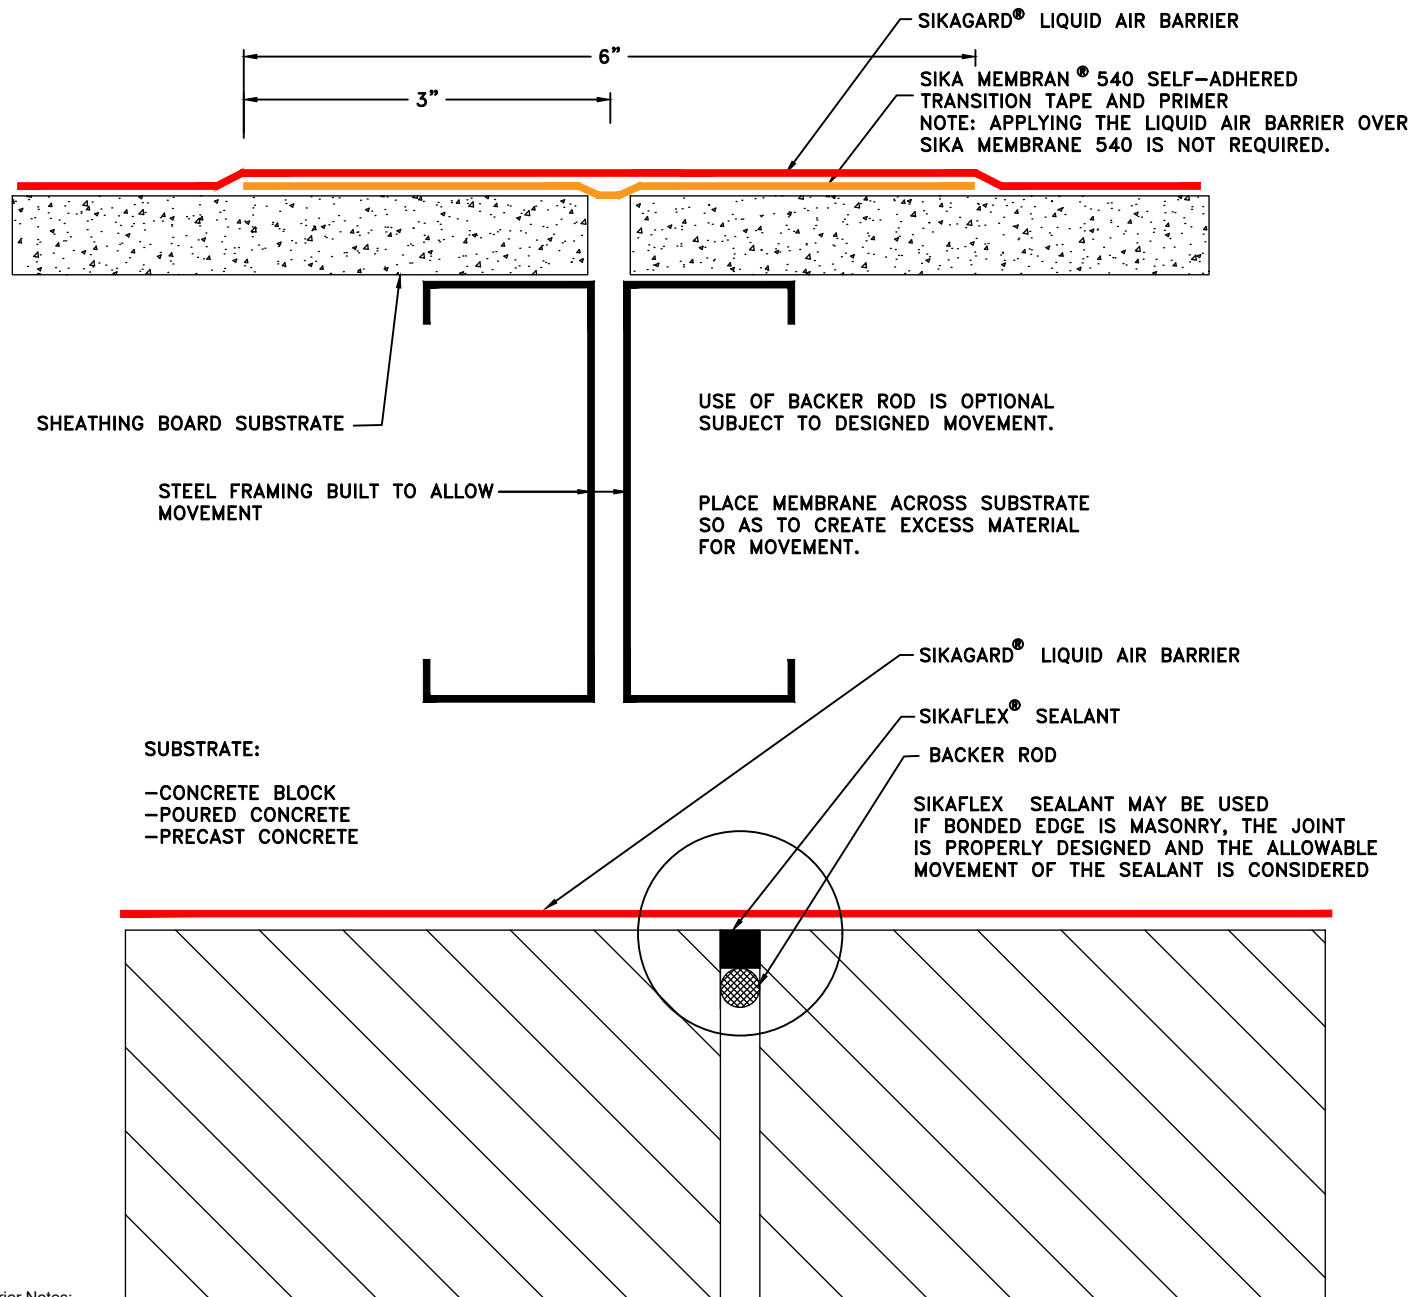 SIKAGARD® LIQUID AIR BARRIER
6"
3"
SIKA MEMBRAN® 540 SELF-ADHERED
TRANSITION TAPE AND PRIMER
NOTE: APPLYING THE LIQUID AIR BARRIER OVER
SIKA MEMBRANE 540 IS NOT REQUIRED.
SHEATHING BOARD SUBSTRATE
USE OF BACKER ROD IS OPTIONAL
SUBJECT TO DESIGNED MOVEMENT.
STEEL FRAMING BUILT TO ALLOW
MOVEMENT
PLACE MEMBRANE ACROSS SUBSTRATE
SO AS TO CREATE EXCESS MATERIAL
FOR MOVEMENT.
SIKAGARD® LIQUID AIR BARRIER
SIKAFLEX® SEALANT
BACKER ROD
SUBSTRATE:
-CONCRETE BLOCK
-POURED CONCRETE
-PRECAST CONCRETE
SIKAFLEX SEALANT MAY BE USED
IF BONDED EDGE IS MASONRY, THE JOINT
IS PROPERLY DESIGNED AND THE ALLOWABLE
MOVEMENT OF THE SEALANT IS CONSIDERED
Notes: